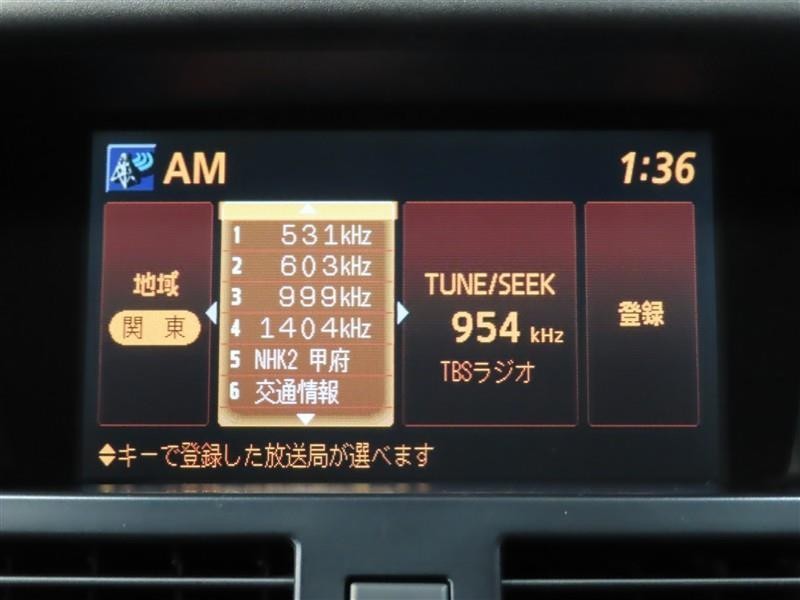 AM
1:36
地域
関東
1 531kHz
2 603kHz
3 999kHz
4 1404kHz
5 NHK2 甲府
6 交通情報
TUNE/SEEK
954 kHz
TBSラジオ
登録
キーで登録した放送局が選べます